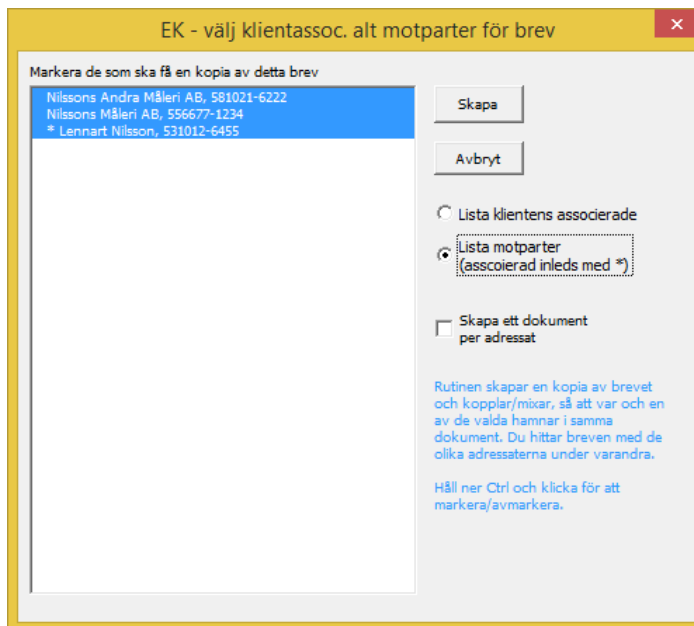 EK - välj klientassoc. alt motparter för brev
x
Markera de som ska få en kopia av detta brev
Nilssons Andra Måleri AB, 581021-6222
Nilssons Måleri AB, 556677-1234
* Lennart Nilson, 531012-6455
Skapa
Avbryt
Lista klientens associerade
Lista motparter
(asscoierad inleds med *)
Skapa ett dokument
per adressat
Rutinen skapar en kopia av brevet
och kopplar/mixar, så att var och en
av de valda hamnar i samma
dokument. Du hittar breven med de
olika adressaterna under varandra.
Håll ner Ctrl och klicka för att
markera/avmarkera.